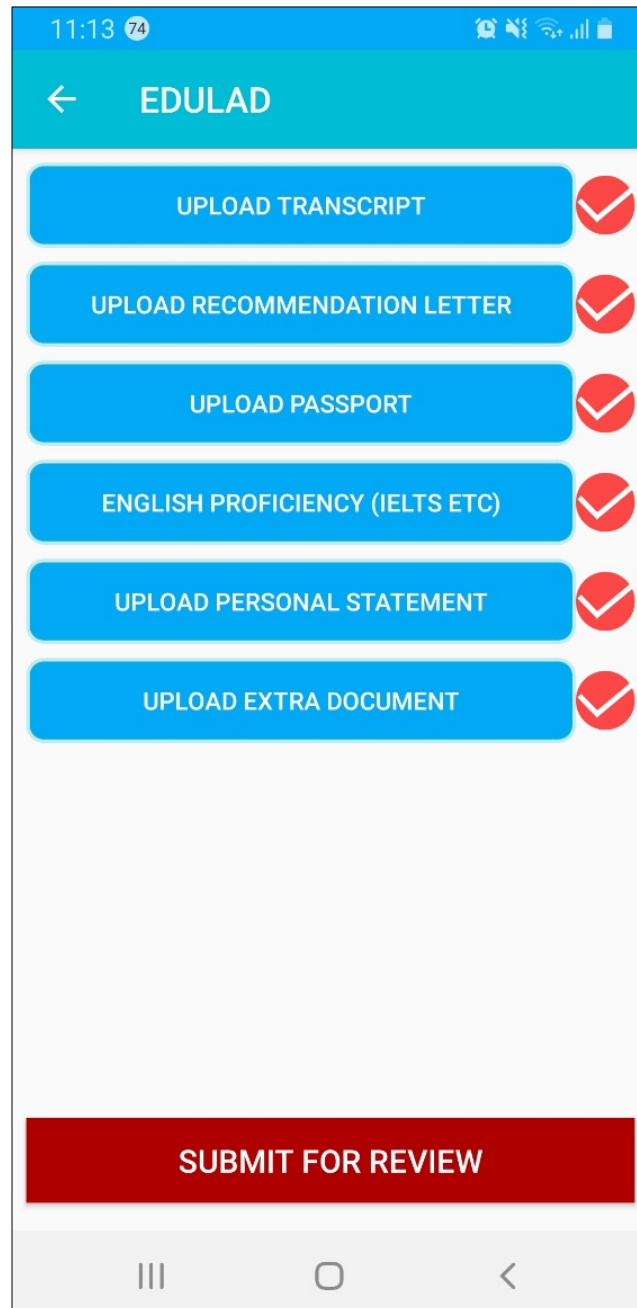 11:13 74
EDULAD
UPLOAD TRANSCRIPT
UPLOAD RECOMMENDATION LETTER
UPLOAD PASSPORT
ENGLISH PROFICIENCY (IELTS ETC)
UPLOAD PERSONAL STATEMENT
UPLOAD EXTRA DOCUMENT
SUBMIT FOR REVIEW